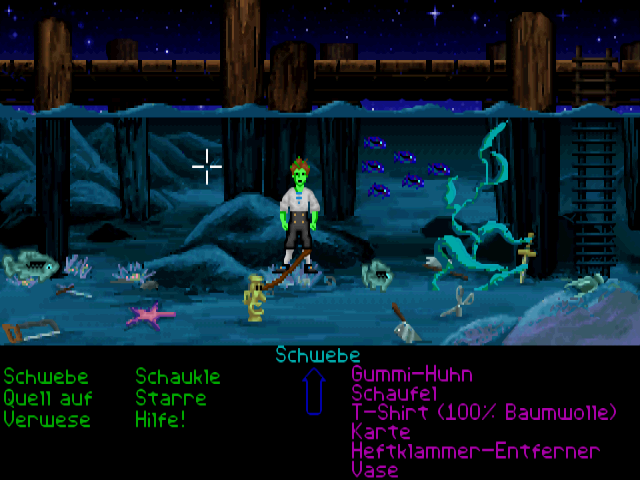 Schwebe
Schwebe Schaukle
Quell auf Starre
Verwese Hilfe!
Gummi-Huhn
Schaufel
T-Shirt (100% Baumwolle)
Karte
Heftklammer-Entferner
Vase